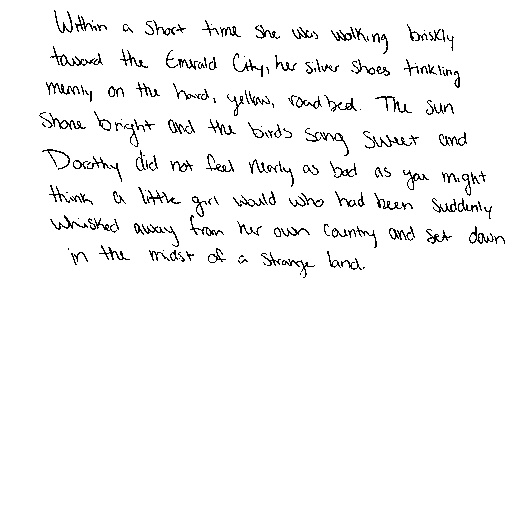 Within a short time she was walking briskly
toward the Emerald City, her silver shoes tinkling
merrily on the hard, yellow, roadbed. The sun
shone bright and the birds sang sweet and
Dorothy did not feel nearly as bad as you might
think a little girl would who had been suddenly
whisked away from her own country and set down
in the midst of a strange land.